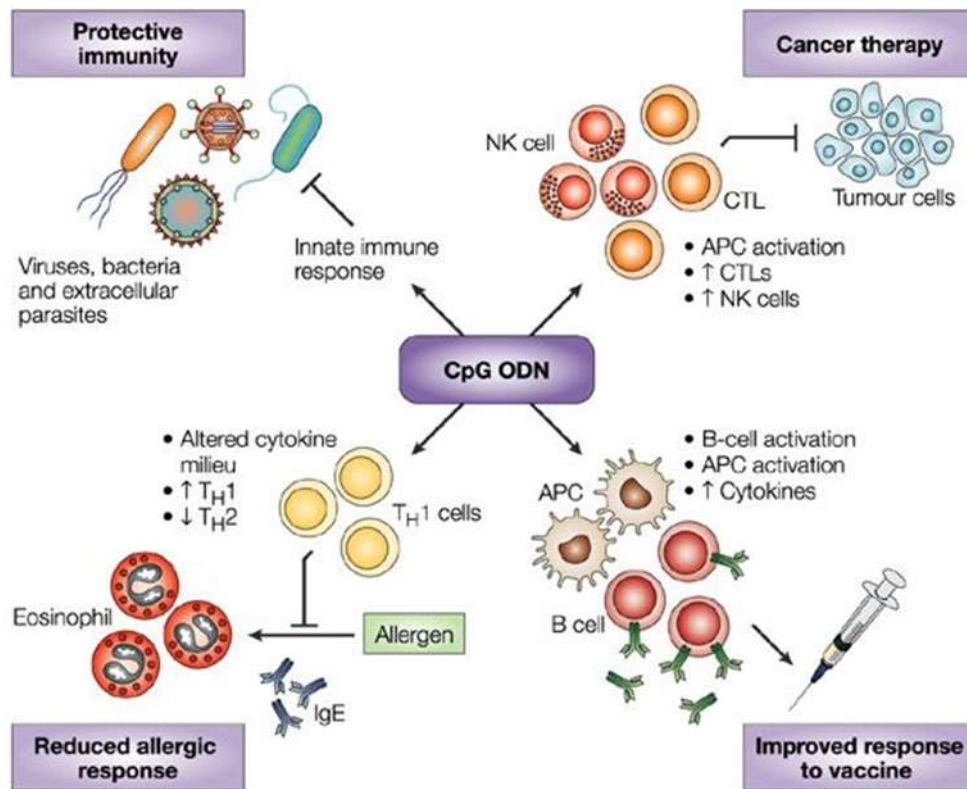 Protective
immunity
Viruses, bacteria
and extracellular
parasites
Innate immune
response
Cancer therapy
NK cell
CTL
Tumour cells
• APC activation
• ↑ CTLs
• ↑ NK cells
CpG ODN
• Altered cytokine
milieu
• ↑ TH1
• ↓ TH2
TH1 cells
Eosinophil
Allergen
IgE
Reduced allergic
response
• B-cell activation
• APC activation
• ↑ Cytokines
APC
B cell
Improved response
to vaccine